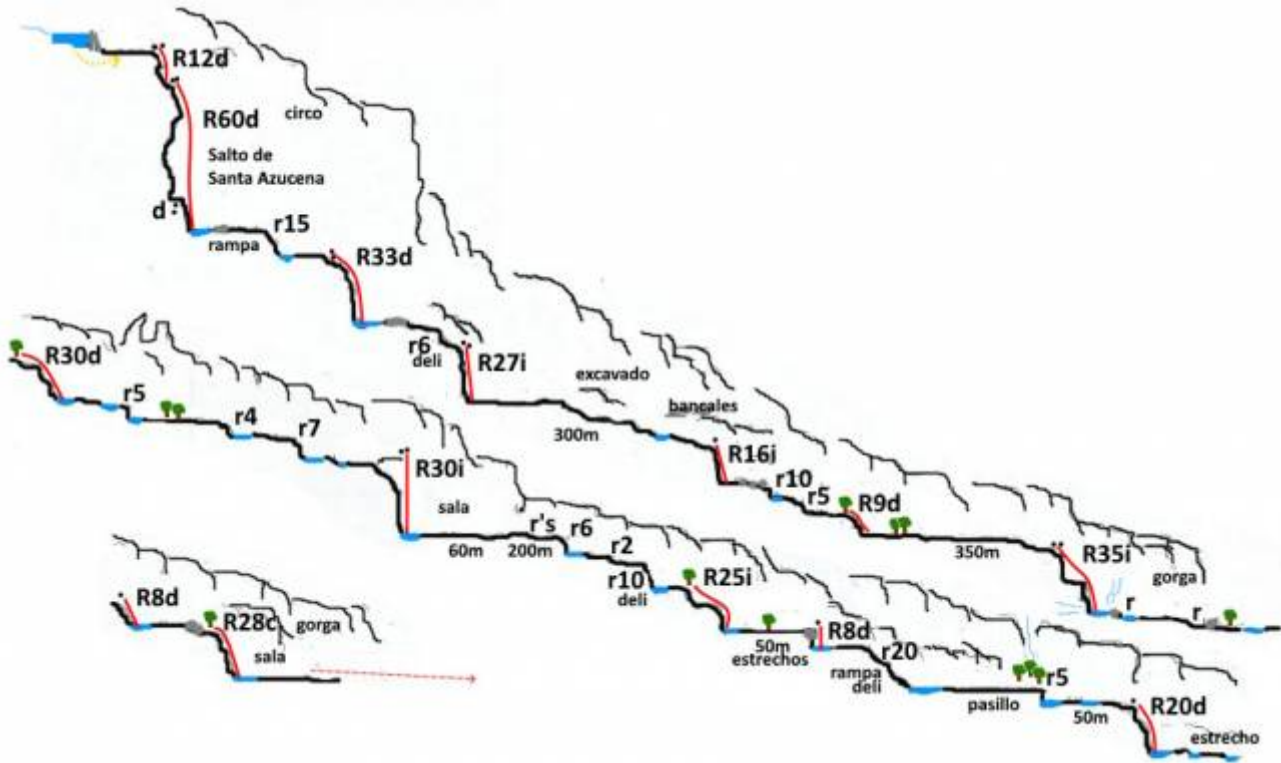 R12d
R60d
circo
Salto de
Santa Azucena
d
rampa
r15
R33d
r6
deli
R27i
excavado
bancales
300m
R16i
r10
r5
R9d
350m
R35i
gorga
r
r
R30d
r5
r4
r7
R30i
sala
60m
200m
r's
r6
r2
r10
deli
R25i
50m
estrechos
R8d
r20
rampa
deli
pasillo
r5
50m
R20d
estrecho
R8d
R28c
gorga
sala